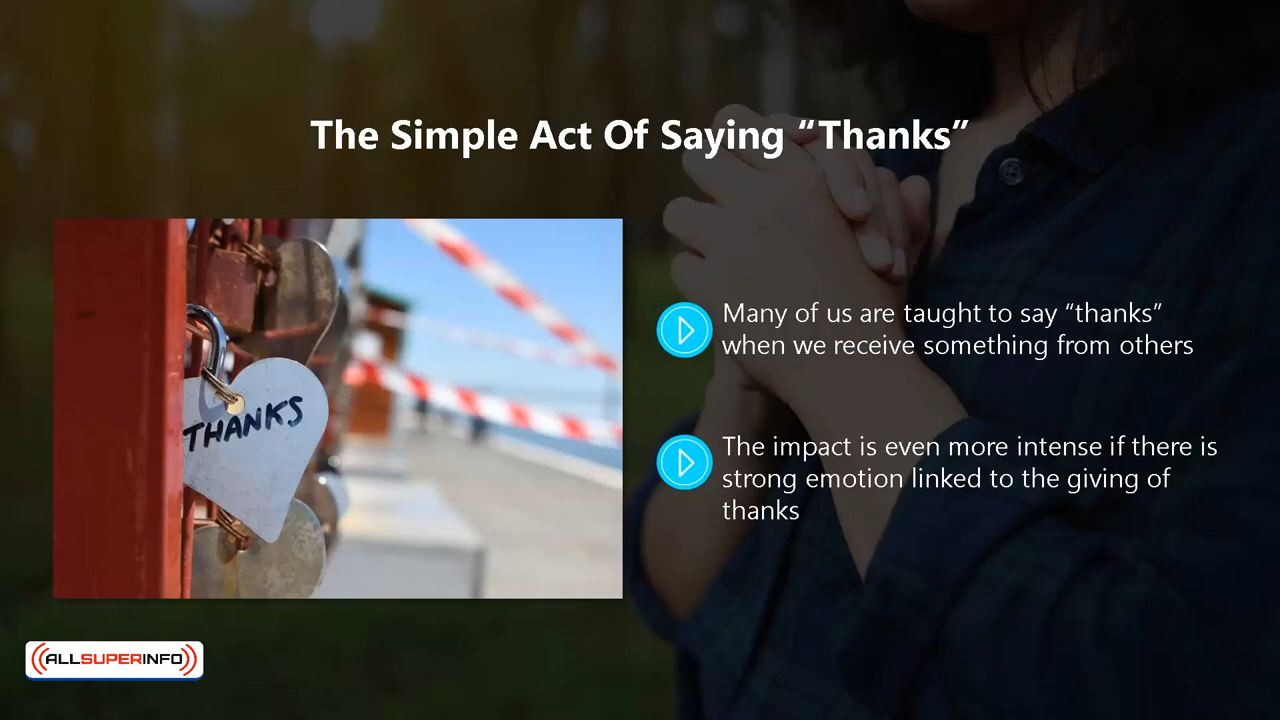 The Simple Act Of Saying “Thanks”
THANKS
Many of us are taught to say “thanks”
when we receive something from others
The impact is even more intense if there is
strong emotion linked to the giving of
thanks
ALLSUPERINFO